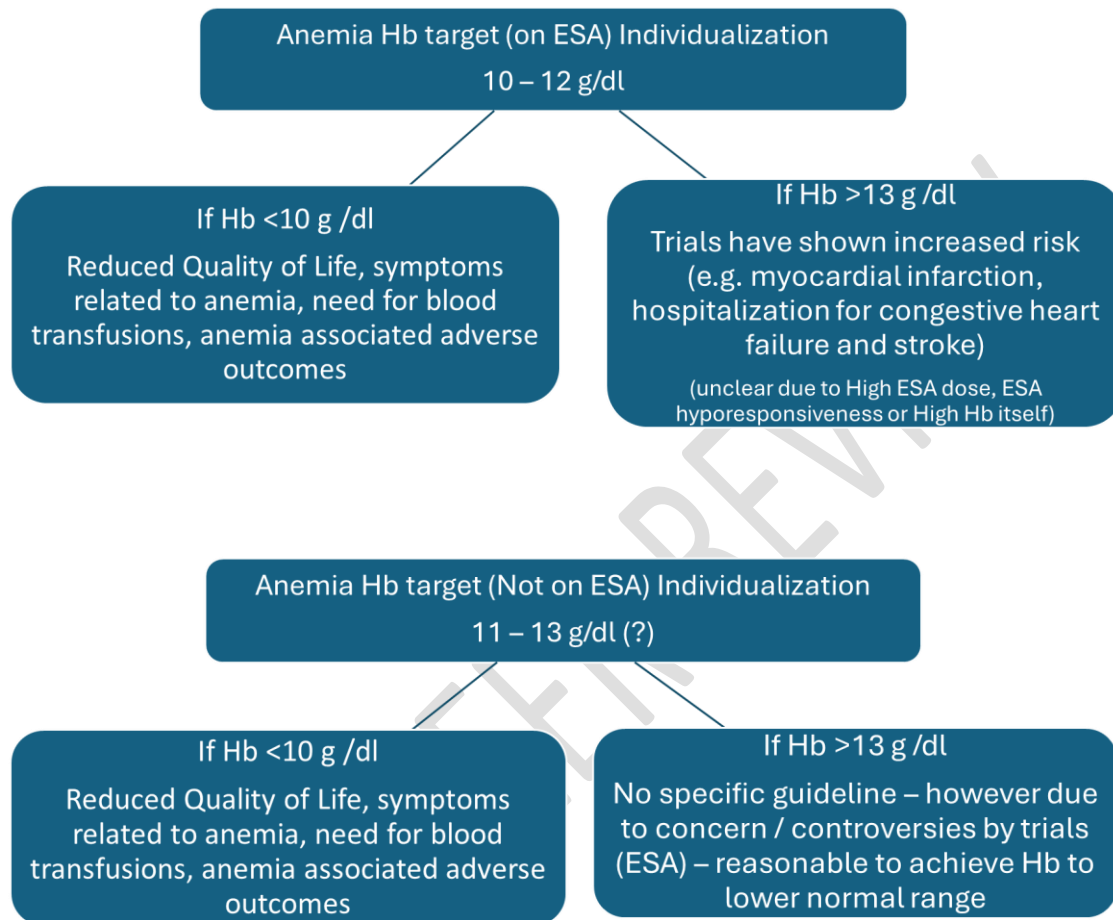 Anemia Hb target (on ESA) Individualization
10 – 12 g/dl
If Hb <10 g /dl
Reduced Quality of Life, symptoms
related to anemia, need for blood
transfusions, anemia associated adverse
outcomes
If Hb >13 g /dl
Trials have shown increased risk
(e.g. myocardial infarction,
hospitalization for congestive heart
failure and stroke)
(unclear due to High ESA dose, ESA
hyporesponsiveness or High Hb itself)
Anemia Hb target (Not on ESA) Individualization
11 – 13 g/dl (?)
If Hb <10 g /dl
Reduced Quality of Life, symptoms
related to anemia, need for blood
transfusions, anemia associated adverse
outcomes
If Hb >13 g /dl
No specific guideline – however due
to concern / controversies by trials
(ESA) – reasonable to achieve Hb to
lower normal range